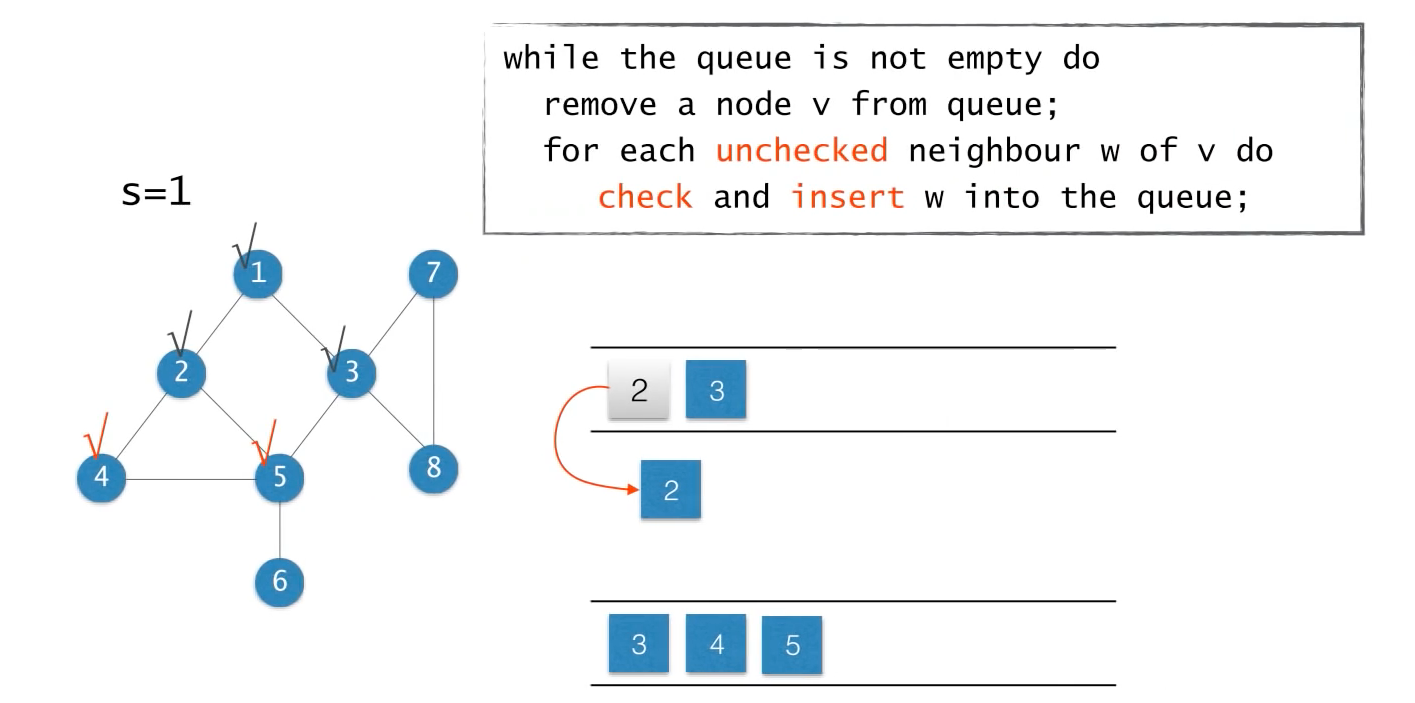 while the queue is not empty do
remove a node v from queue;
for each unchecked neighbour w of v do
check and insert w into the queue;
s=1
√ √ √ √ √
1 7
2 3
4 5 8
6
2 3
2
3 4 5